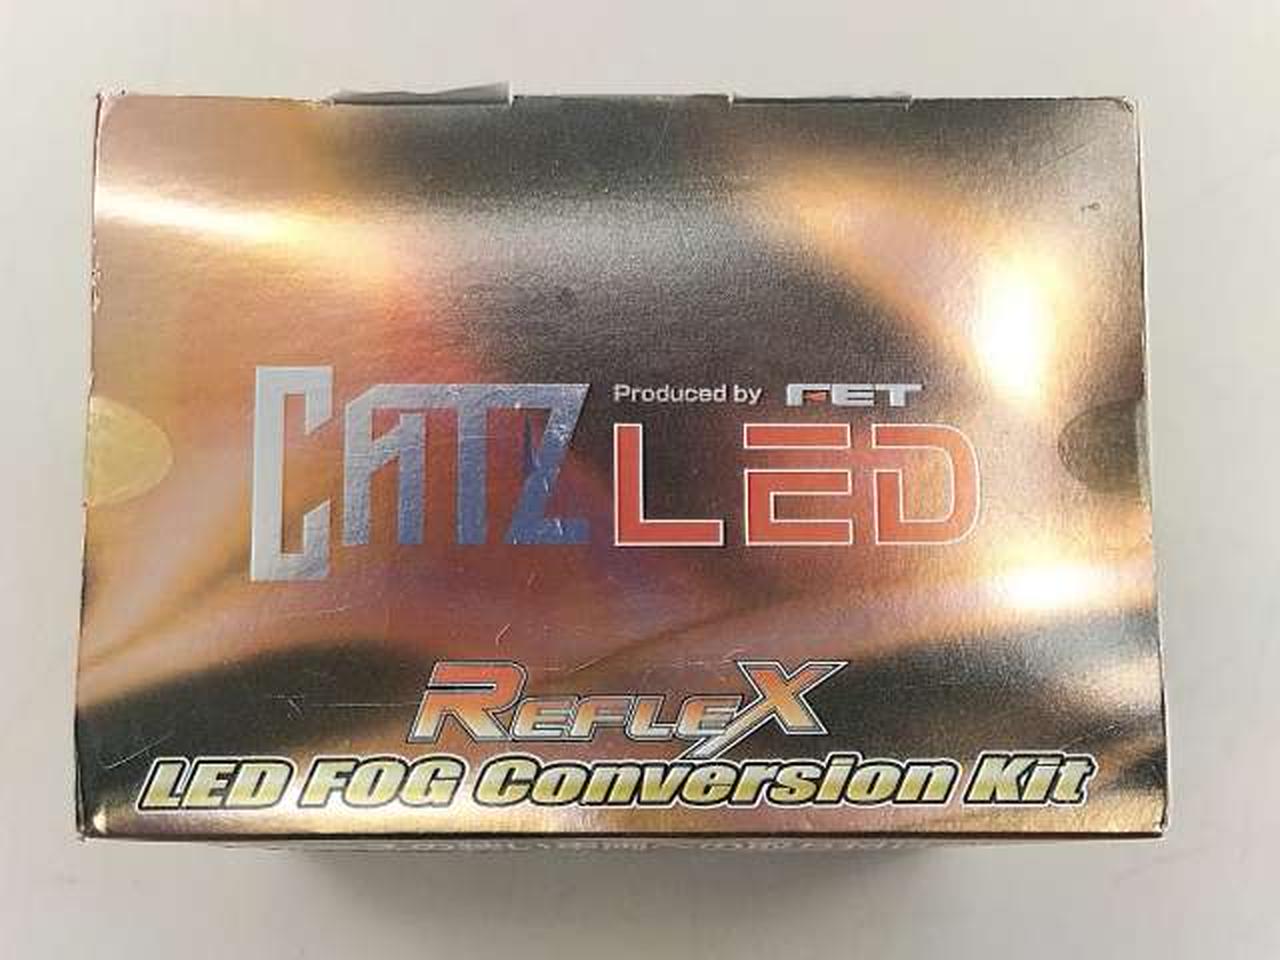 Produced by FET
CATZ LED
REFLEX
LED FOG Conversion Kit